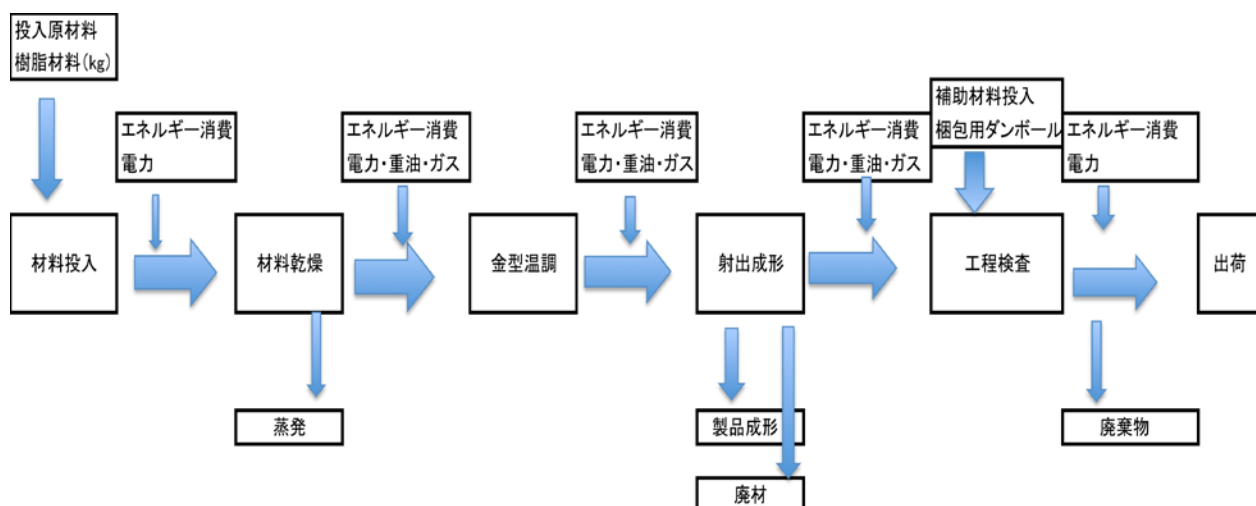 投入原材料
樹脂材料(kg)
エネルギー消費
電力
エネルギー消費
電力・重油・ガス
エネルギー消費
電力・重油・ガス
エネルギー消費
電力・重油・ガス
補助材料投入
梱包用ダンボール
エネルギー消費
電力
材料投入
材料乾燥
金型温調
射出成形
工程検査
出荷
蒸発
製品成形
廃棄物
廃材